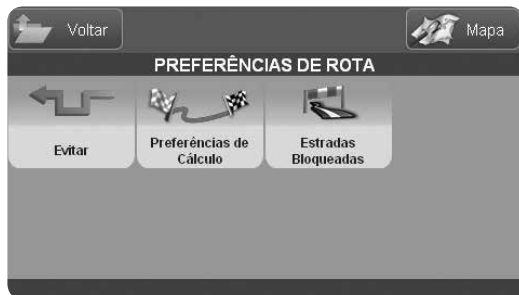 Voltar
Mapa
PREFERÊNCIAS DE ROTA
Evitar
Preferências de
Cálculo
Estradas
Bloqueadas